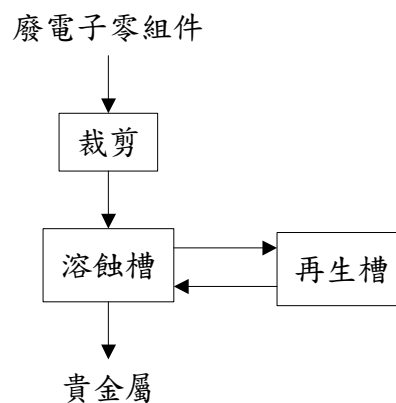 廢電子零組件
裁剪
溶蝕槽
再生槽
貴金屬